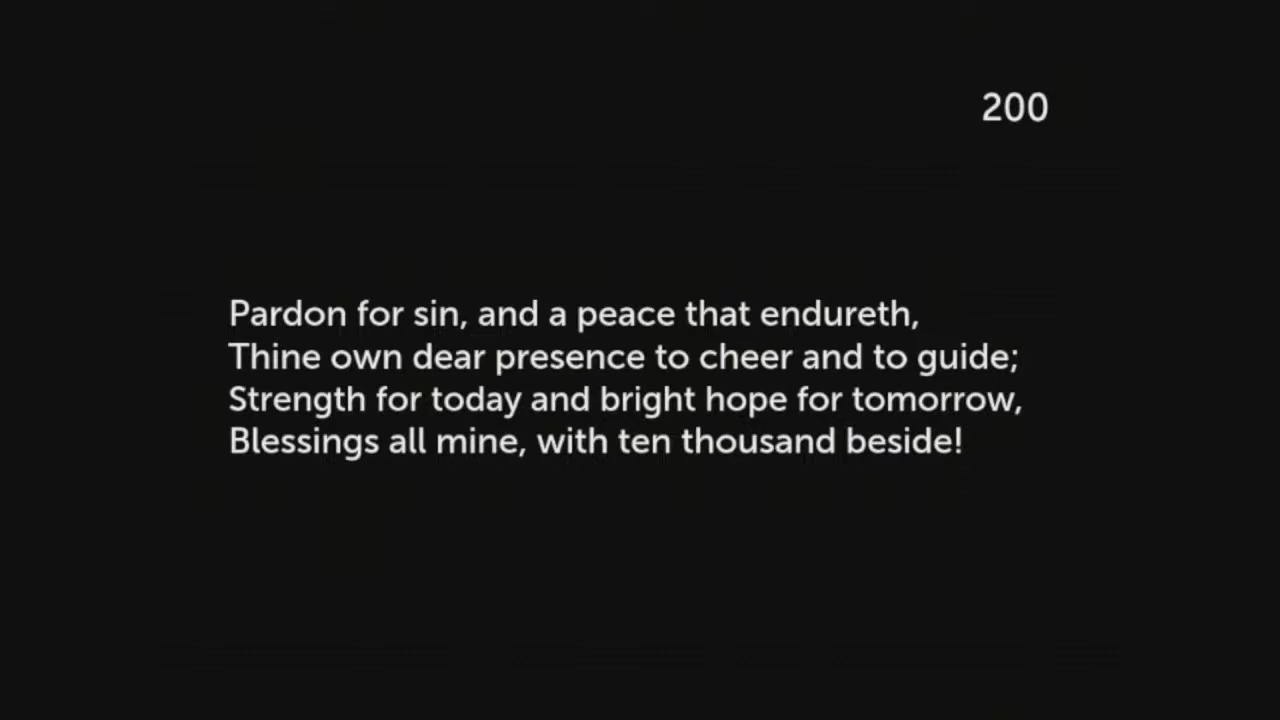 200
Pardon for sin, and a peace that endureth,
Thine own dear presence to cheer and to guide;
Strength for today and bright hope for tomorrow,
Blessings all mine, with ten thousand beside!